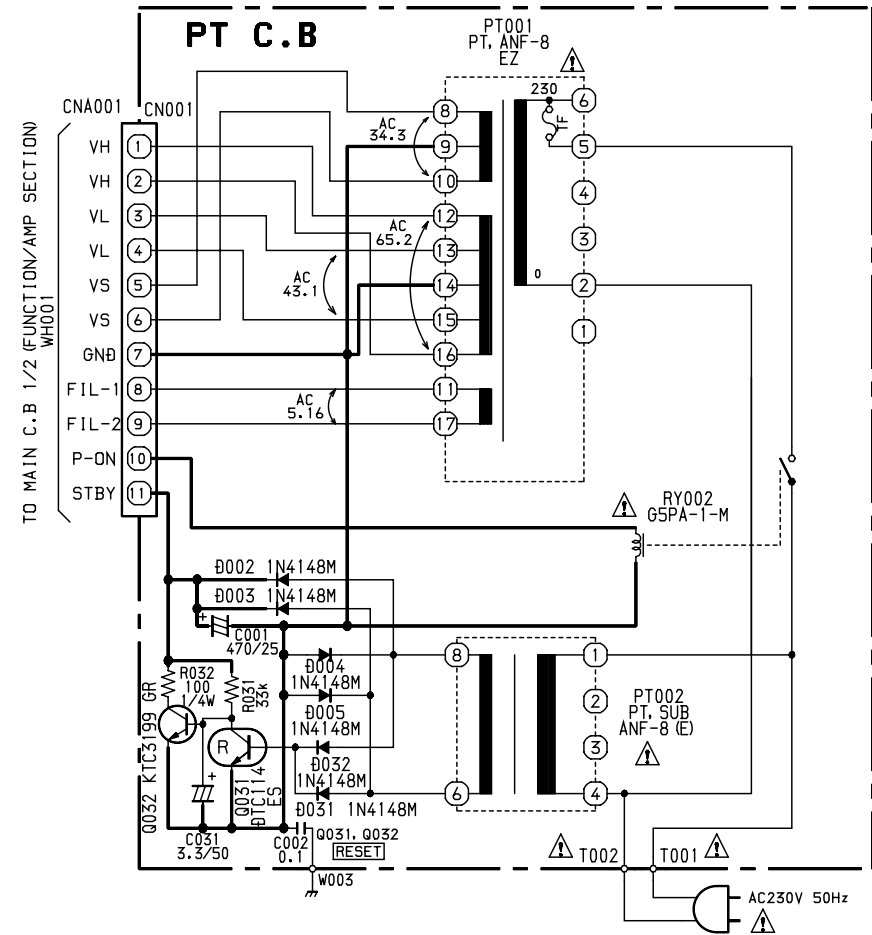 PT C.B
PT001
PT, ANF-8
EZ
CNA001
CN001
TO MAIN C.B 1/2 (FUNCTION/AMP SECTION)
WH001
VH 1
VH 2
VL 3
VL 4
VS 5
VS 6
GND 7
FIL-1 8
FIL-2 9
P-ON 10
STBY 11
AC
34.3
AC
65.2
AC
43.1
AC
5.16
8
9
10
12
13
14
15
16
11
17
230
TF
0
6
5
4
3
2
1
RY002
G5PA-1-M
D002 1N4148M
D003 1N4148M
+
C001
470/25
D004
1N4148M
D005
1N4148M
D032
1N4148M
D031 1N4148M
R032
100
1/4W
R031
33k
Q032 KTC3199 GR
R
Q031
DTC114
ES
+
C031
3.3/50
C002
0.1
Q031, Q032
RESET
W003
8
6
1
2
3
4
PT002
PT, SUB
ANF-8 (E)
T002
T001
AC230V 50Hz